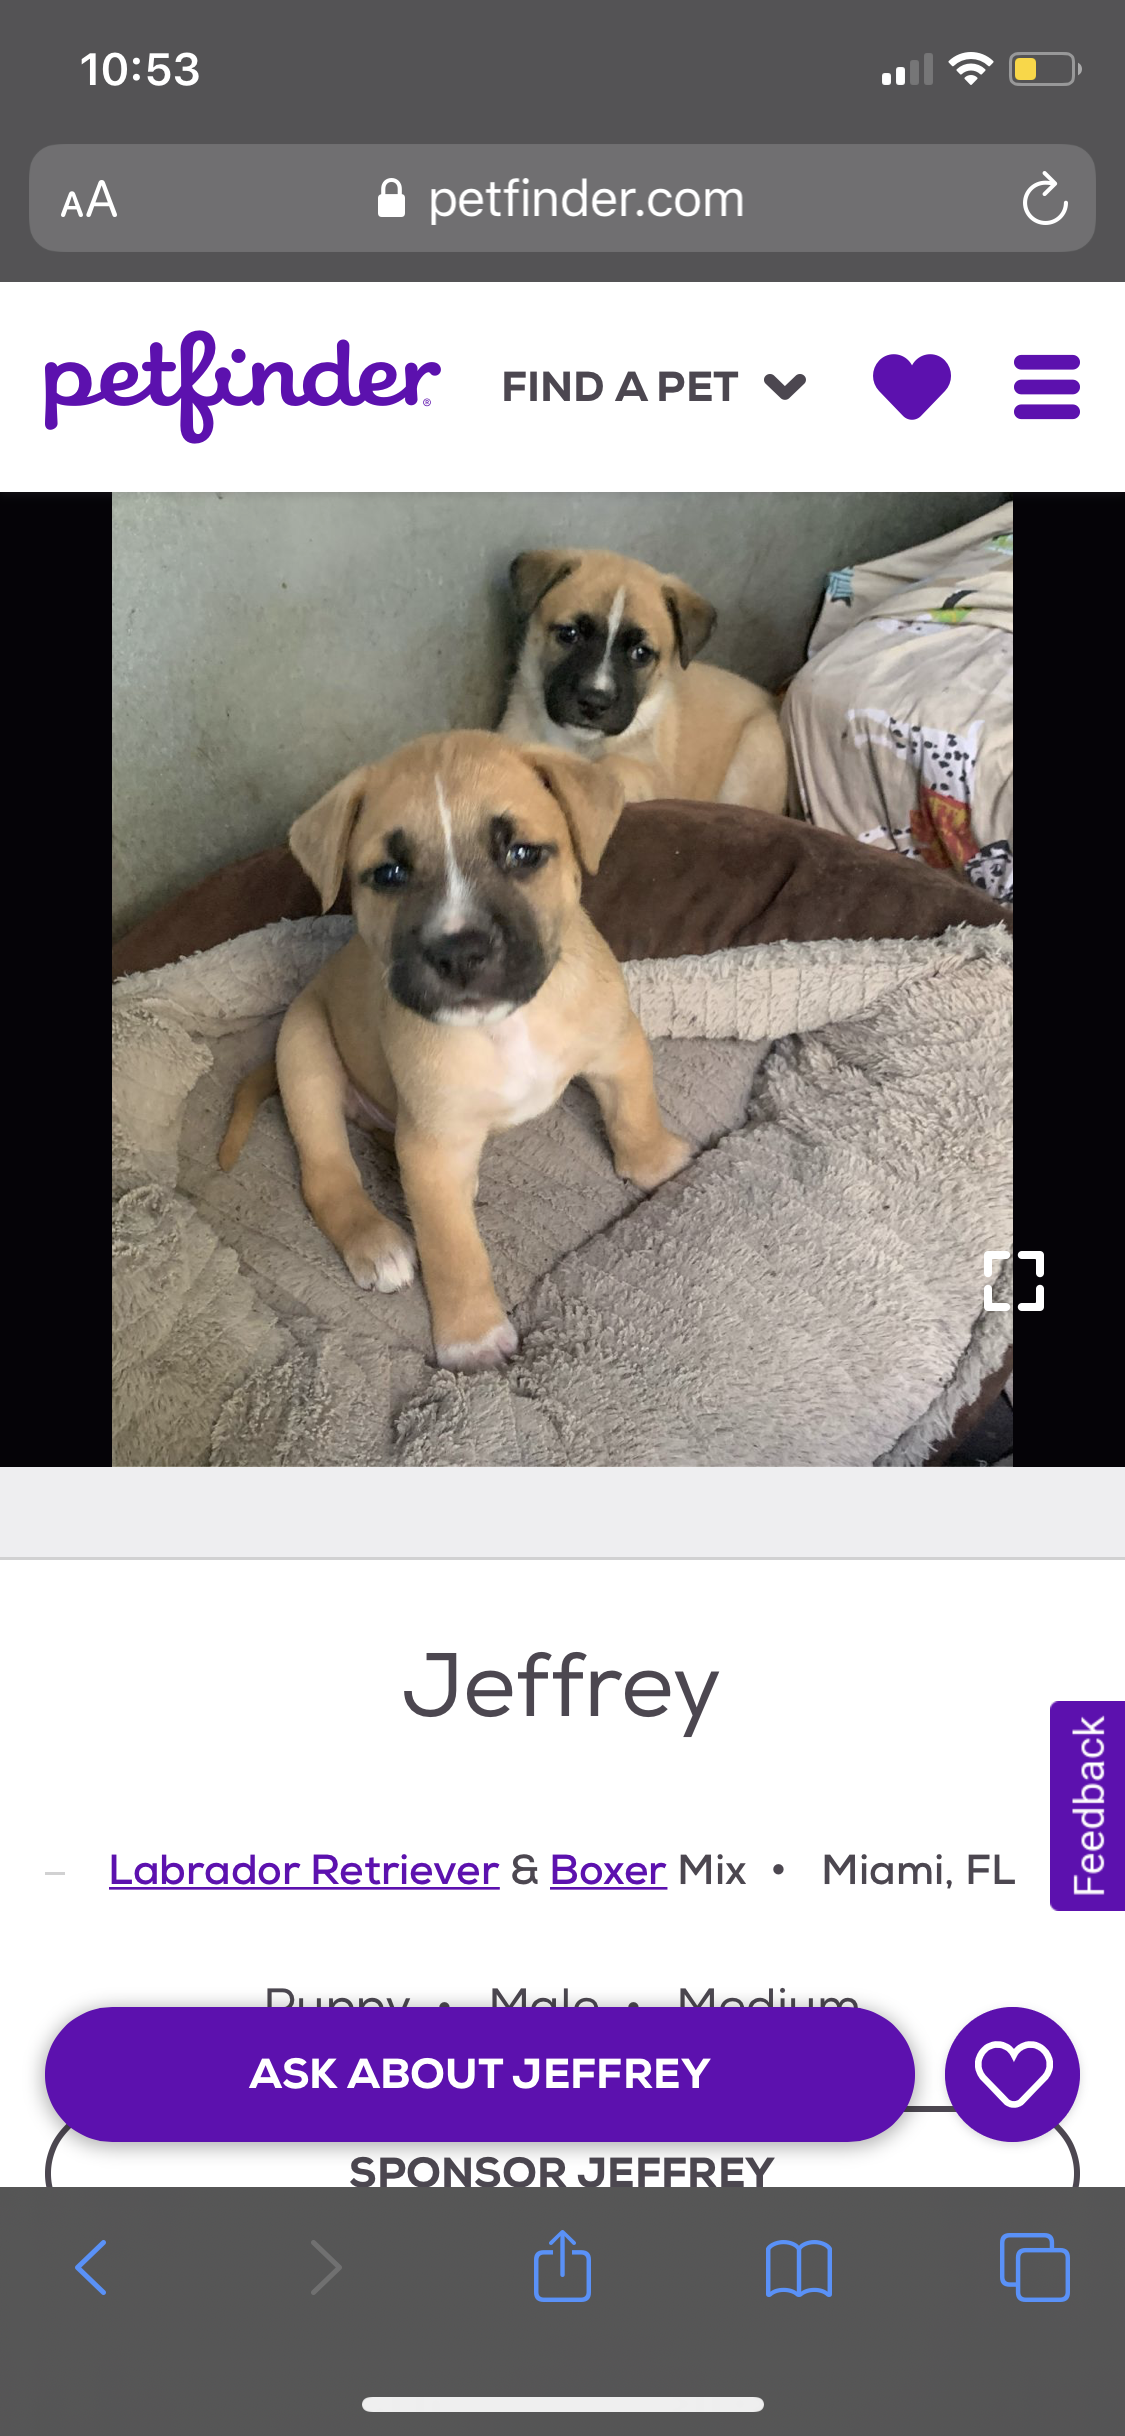 10:53
AA petfinder.com
petfinder® FIND A PET
Jeffrey
Feedback
Labrador Retriever & Boxer Mix • Miami, FL
Puppy • Male • Medium
ASK ABOUT JEFFREY
SPONSOR JEFFREY